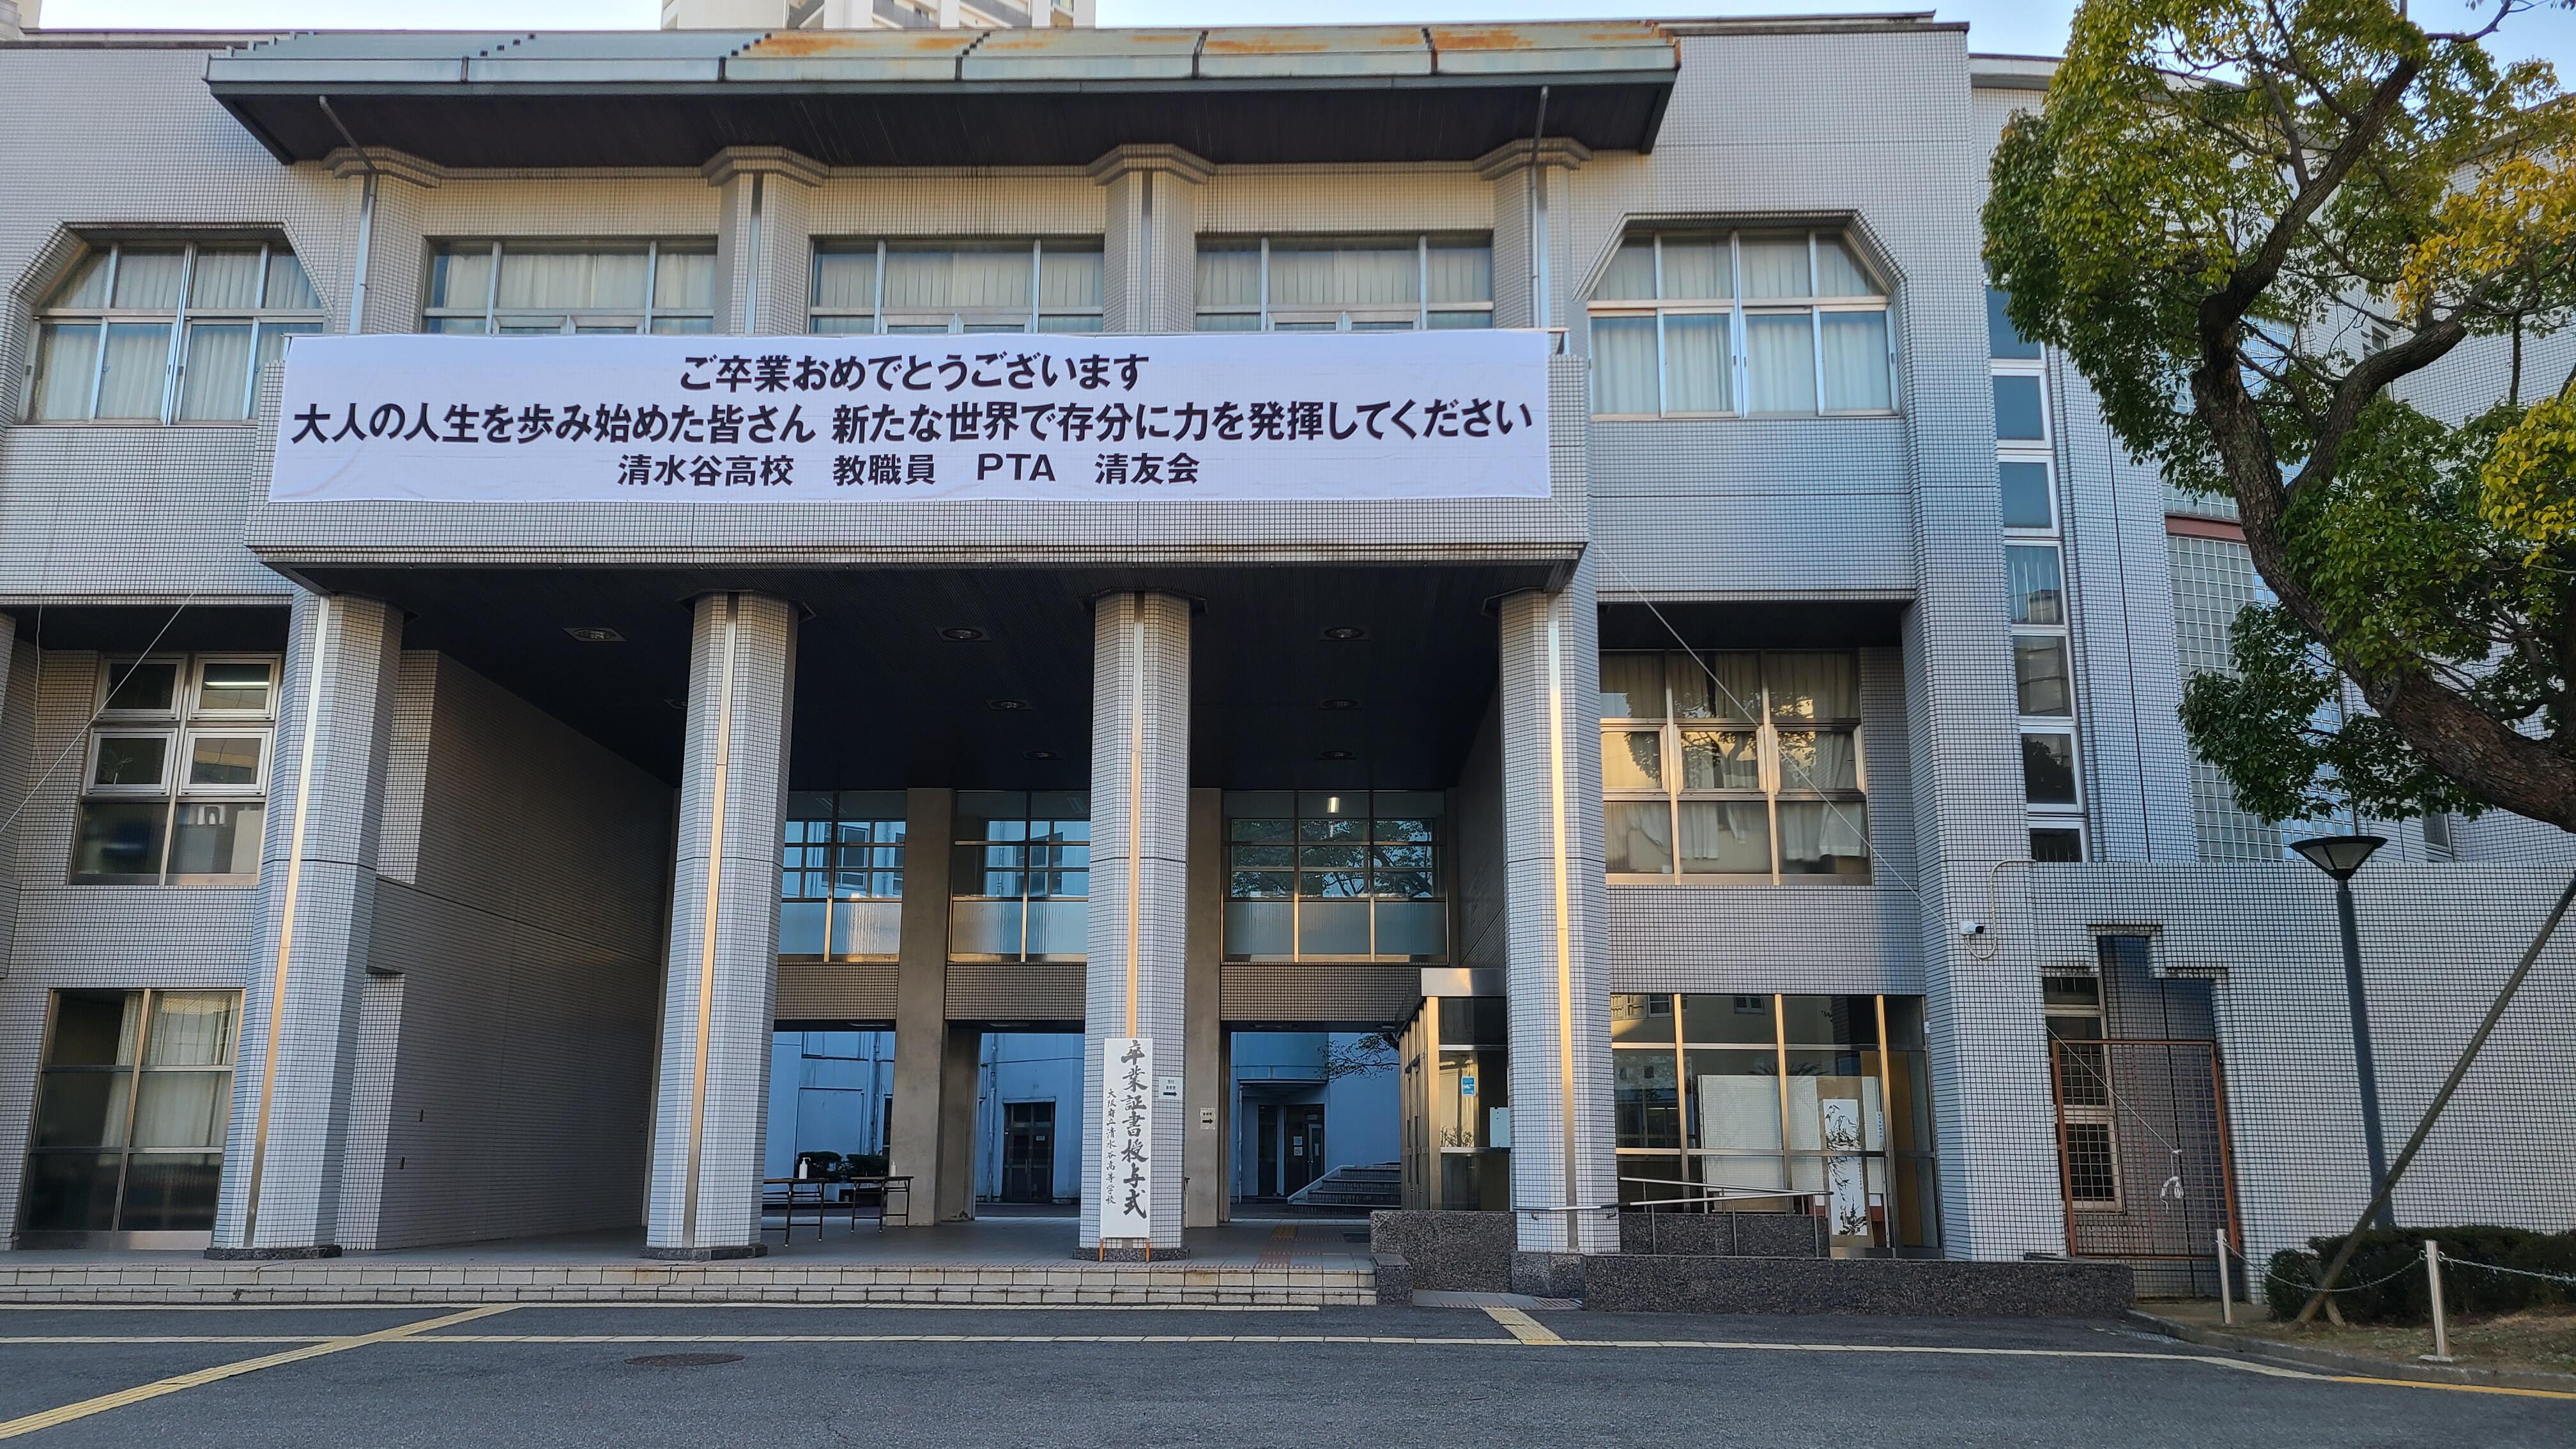 ご卒業おめでとうございます
大人の人生を歩み始めた皆さん 新たな世界で存分に力を発揮してください
清水谷高校 教職員 PTA 清友会
卒業証書授与式
大阪府立清水谷高等学校